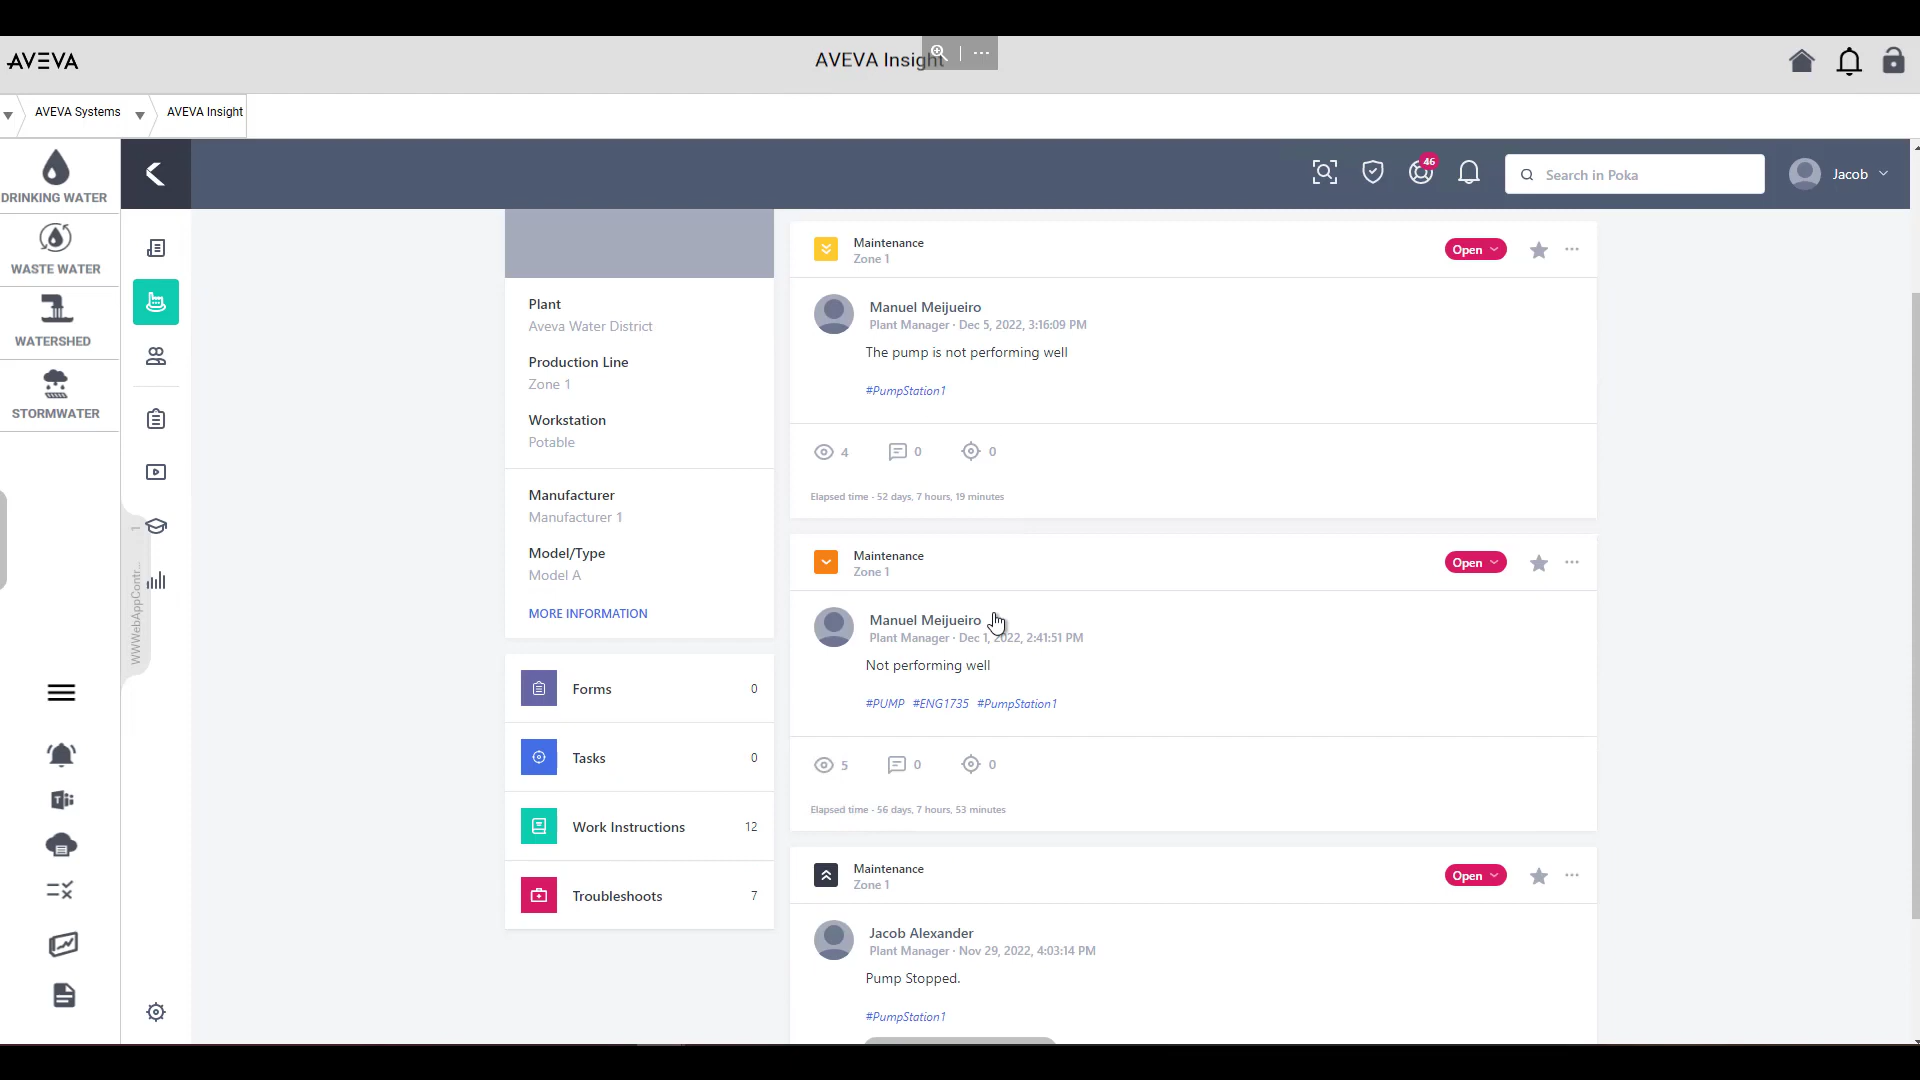 AVEVA
AVEVA Insight
AVEVA Systems
AVEVA Insight
DRINKING WATER
WASTE WATER
WATERSHED
STORMWATER
WWWebAppContr... 1
46
Search in Poka
Jacob
Plant
Aveva Water District
Production Line
Zone 1
Workstation
Potable
Manufacturer
Manufacturer 1
Model/Type
Model A
MORE INFORMATION
Forms 0
Tasks 0
Work Instructions 12
Troubleshoots 7
Maintenance
Zone 1
Open
Manuel Meijueiro
Plant Manager · Dec 5, 2022, 3:16:09 PM
The pump is not performing well
#PumpStation1
4 0 0
Elapsed time - 52 days, 7 hours, 19 minutes
Maintenance
Zone 1
Open
Manuel Meijueiro
Plant Manager · Dec 1, 2022, 2:41:51 PM
Not performing well
#PUMP #ENG1735 #PumpStation1
5 0 0
Elapsed time - 56 days, 7 hours, 53 minutes
Maintenance
Zone 1
Open
Jacob Alexander
Plant Manager · Nov 29, 2022, 4:03:14 PM
Pump Stopped.
#PumpStation1